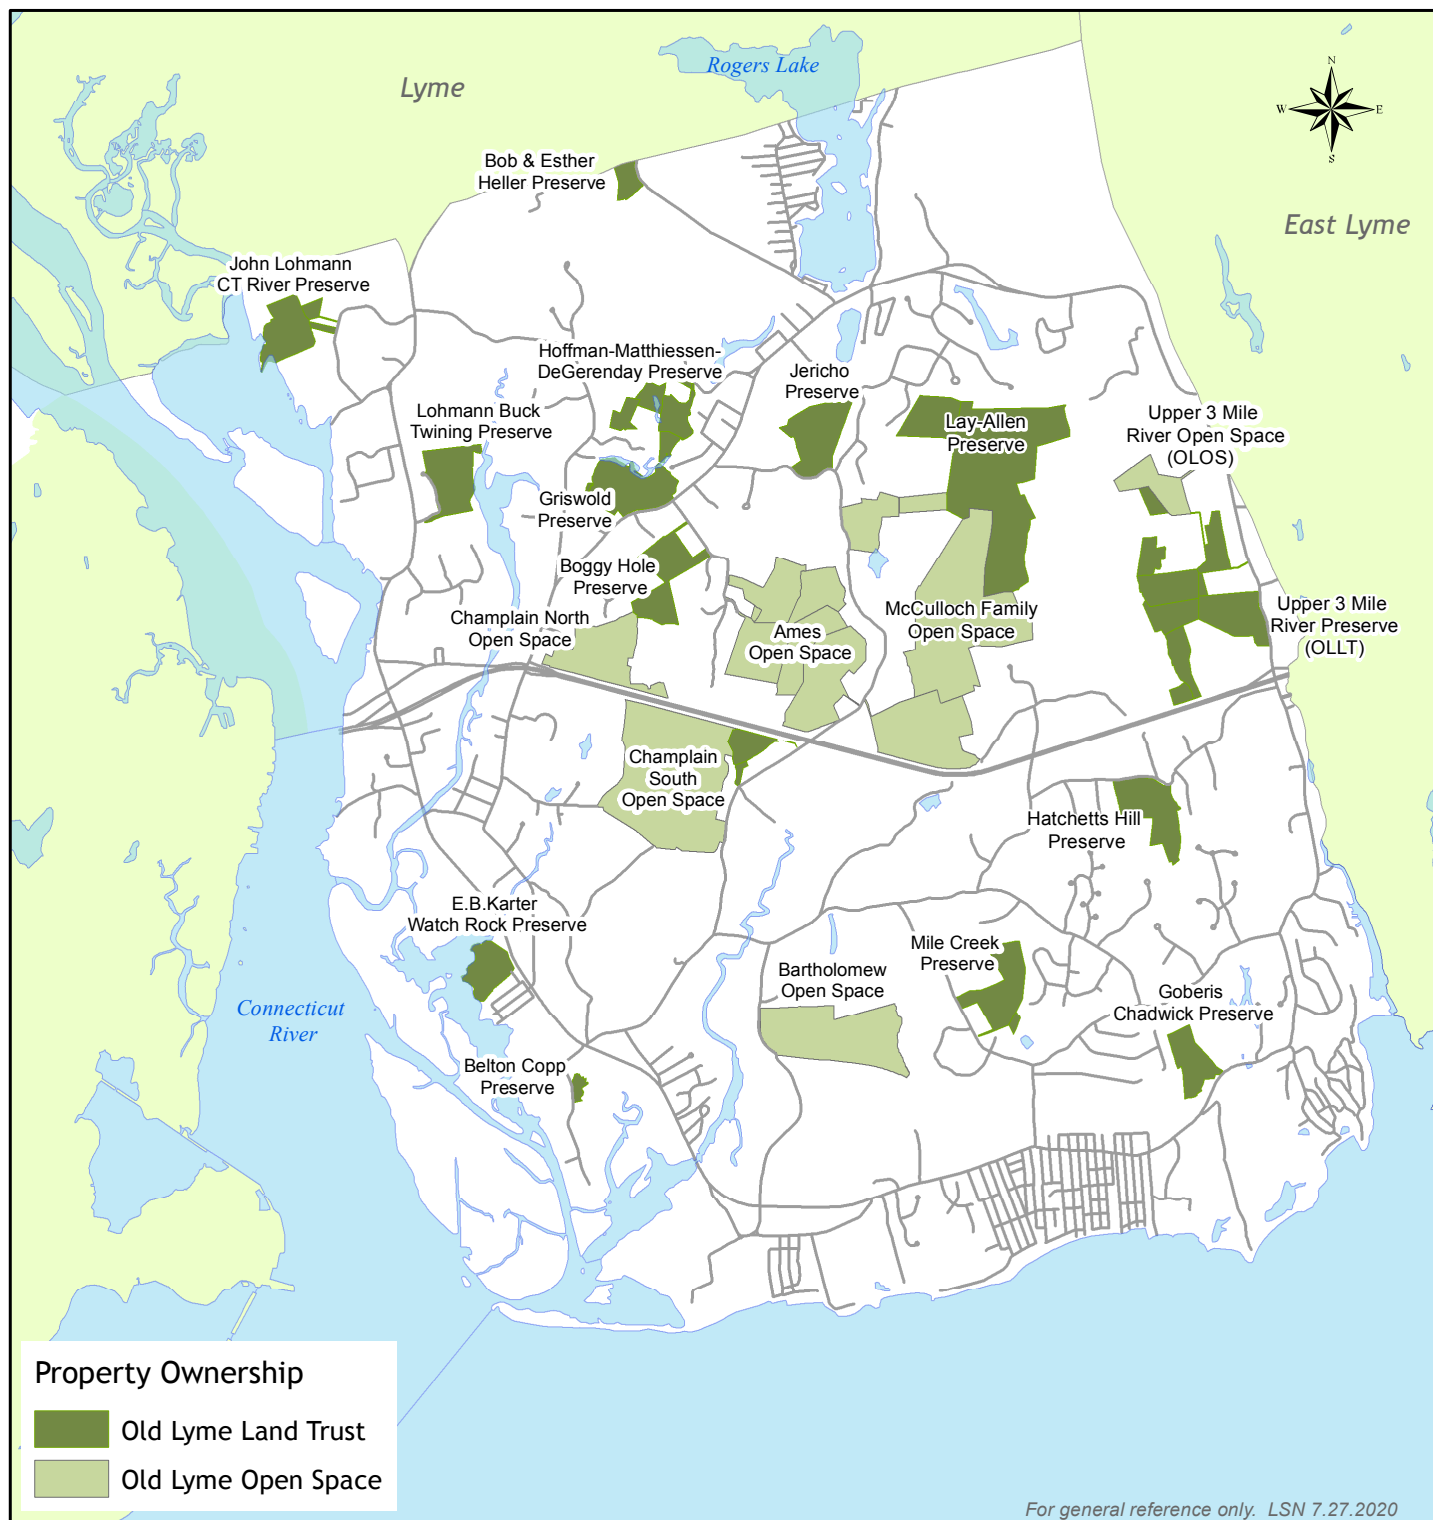 Rogers Lake
Lyme
N
W
E
S
Bob & Esther
Heller Preserve
East Lyme
John Lohmann
CT River Preserve
Hoffman-Matthiessen-
DeGerenday Preserve
Jericho
Preserve
Lohmann Buck
Twining Preserve
Lay-Allen
Preserve
Upper 3 Mile
River Open Space
(OLOS)
Griswold
Preserve
Boggy Hole
Preserve
Champlain North
Open Space
Ames
Open Space
McCulloch Family
Open Space
Upper 3 Mile
River Preserve
(OLLT)
Champlain
South
Open Space
Hatchetts Hill
Preserve
E.B.Karter
Watch Rock Preserve
Mile Creek
Preserve
Bartholomew
Open Space
Goberis
Chadwick Preserve
Connecticut
River
Belton Copp
Preserve
Property Ownership
Old Lyme Land Trust
Old Lyme Open Space
For general reference only. LSN 7.27.2020